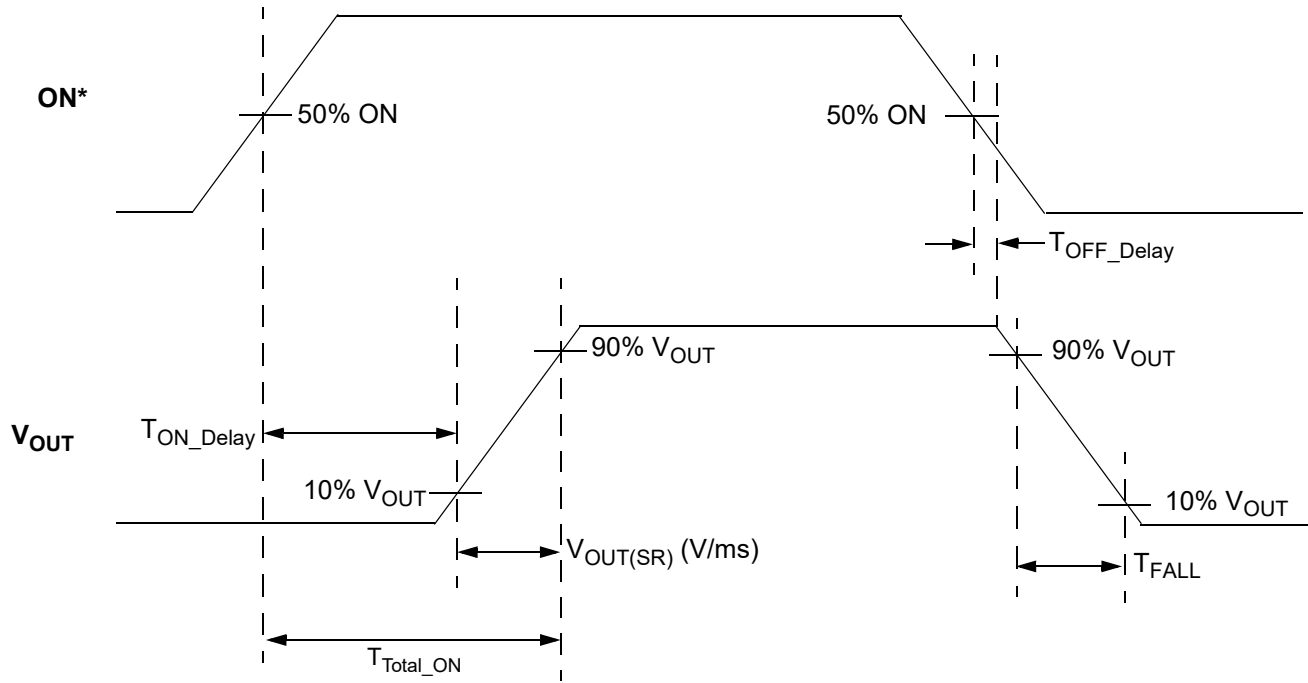 ON*
50% ON
50% ON
TOFF_Delay
90% VOUT
90% VOUT
VOUT
TON_Delay
10% VOUT
10% VOUT
VOUT(SR) (V/ms)
TFALL
TTotal_ON